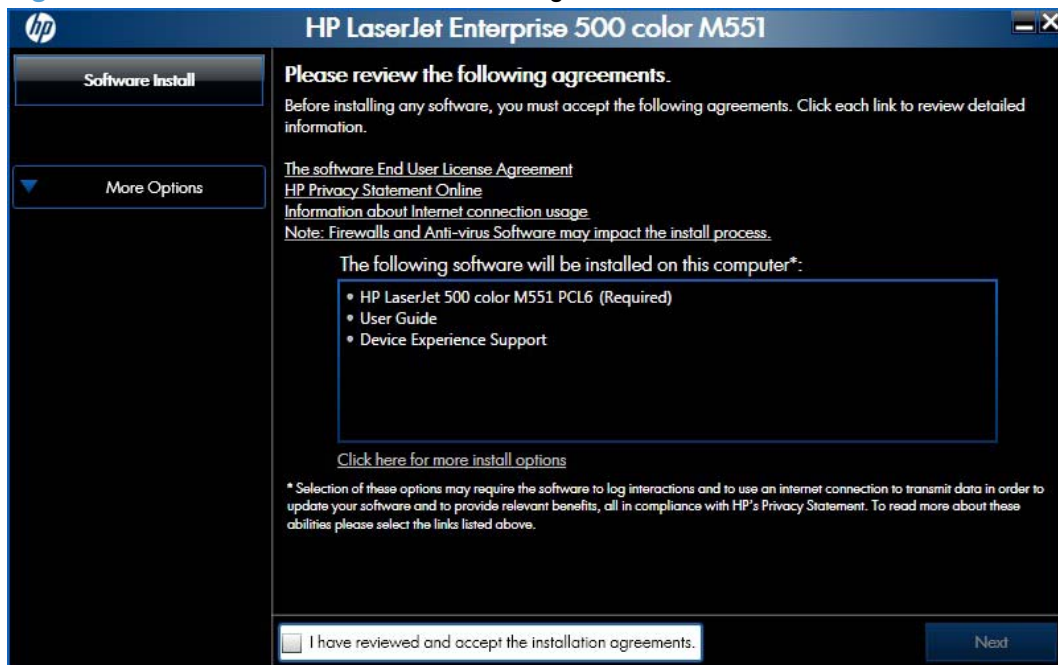 hp
HP LaserJet Enterprise 500 color M551
Software Install
More Options
Please review the following agreements.
Before installing any software, you must accept the following agreements. Click each link to review detailed
information.
The software End User License Agreement
HP Privacy Statement Online
Information about Internet connection usage
Note: Firewalls and Anti-virus Software may impact the install process.
The following software will be installed on this computer*:
• HP LaserJet 500 color M551 PCL6 (Required)
• User Guide
• Device Experience Support
Click here for more install options
* Selection of these options may require the software to log interactions and to use an internet connection to transmit data in order to
update your software and to provide relevant benefits, all in compliance with HP's Privacy Statement. To read more about these
abilities please select the links listed above.
I have reviewed and accept the installation agreements.
Next